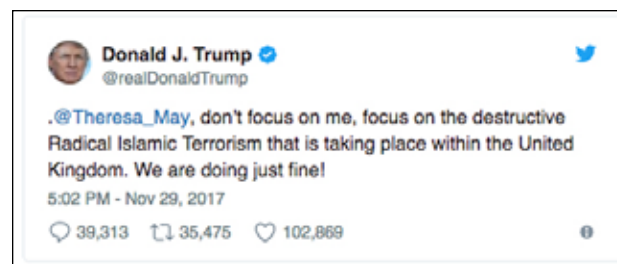 Donald J. Trump
@realDonaldTrump
.@Theresa_May, don't focus on me, focus on the destructive
Radical Islamic Terrorism that is taking place within the United
Kingdom. We are doing just fine!
5:02 PM - Nov 29, 2017
39,313 35,475 102,869